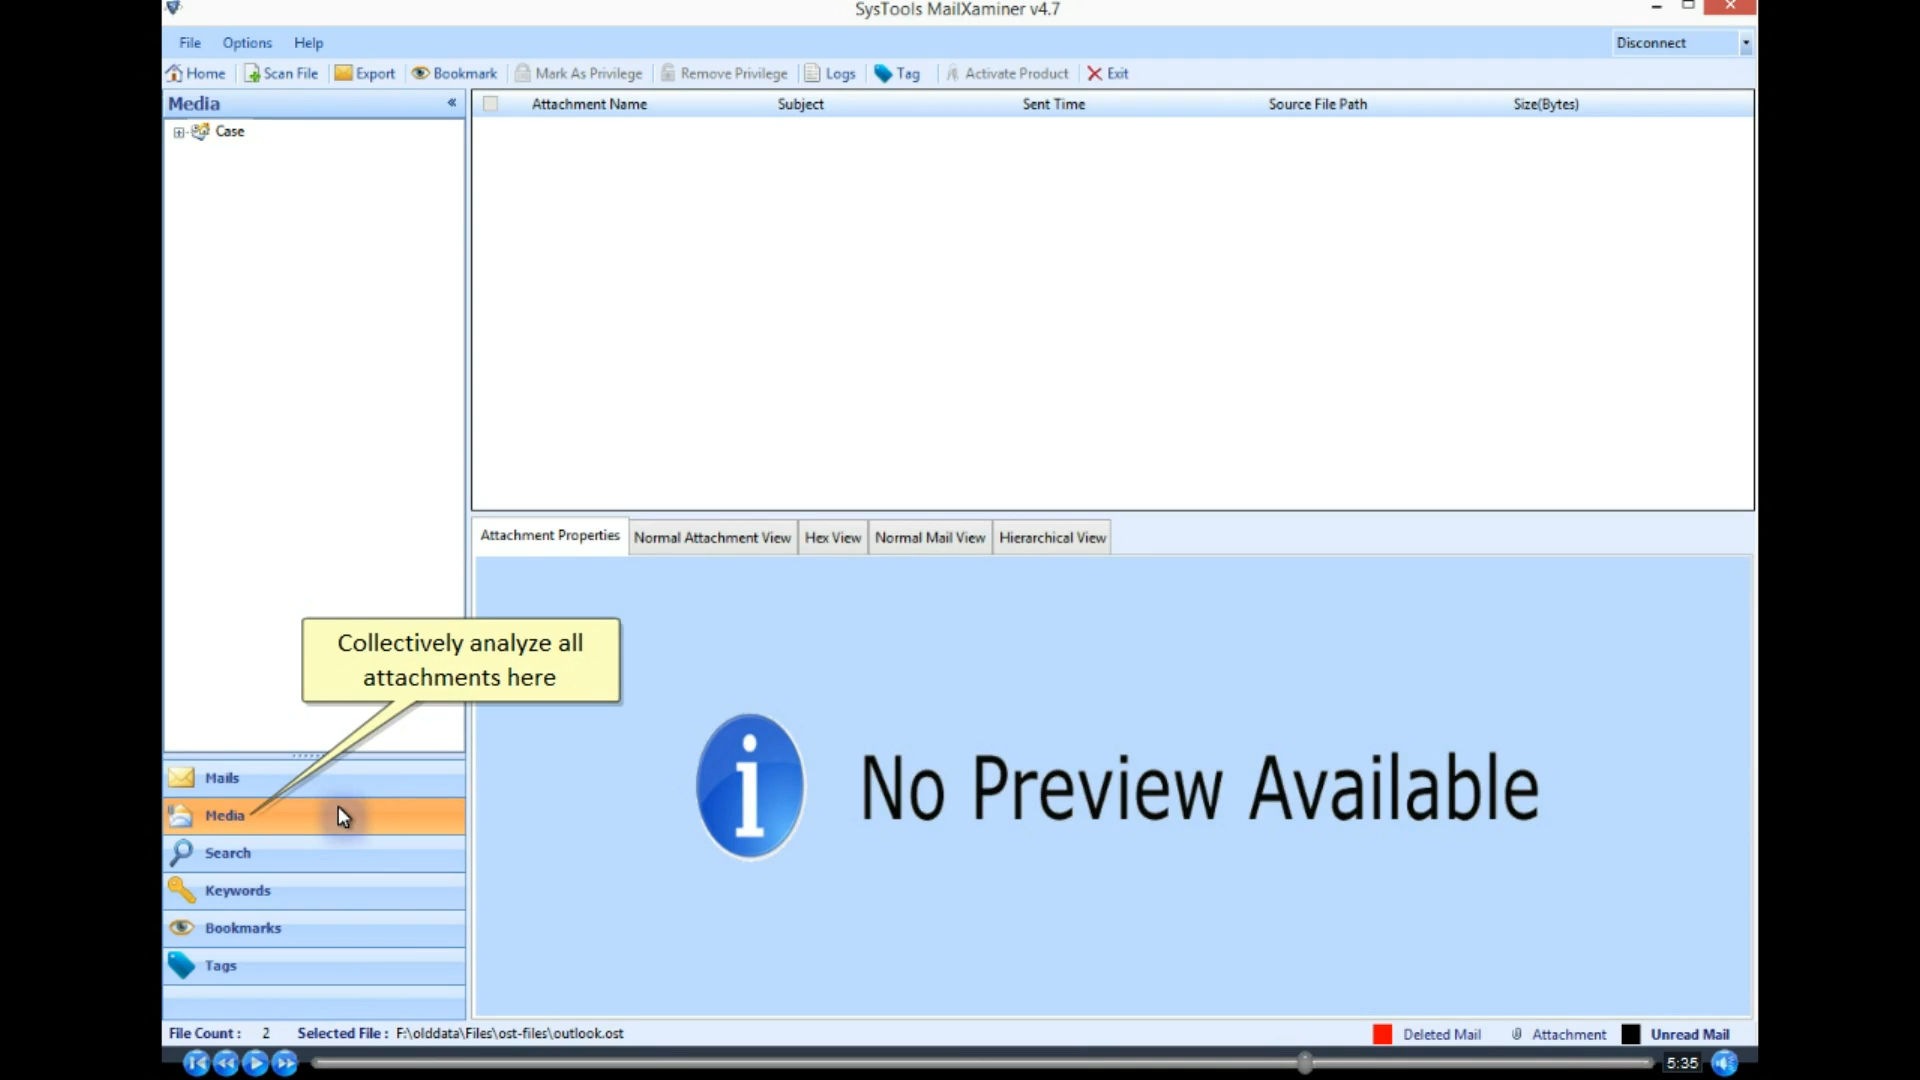 SysTools MailXaminer v4.7
File Options Help
Disconnect
Home Scan File Export Bookmark Mark As Privilege Remove Privilege Logs Tag Activate Product Exit
Media «
Attachment Name Subject Sent Time Source File Path Size(Bytes)
Case
Attachment Properties Normal Attachment View Hex View Normal Mail View Hierarchical View
Collectively analyze all
attachments here
No Preview Available
Mails
Media
Search
Keywords
Bookmarks
Tags
File Count : 2 Selected File : F:\olddata\Files\ost-files\outlook.ost
Deleted Mail Attachment Unread Mail
5:35